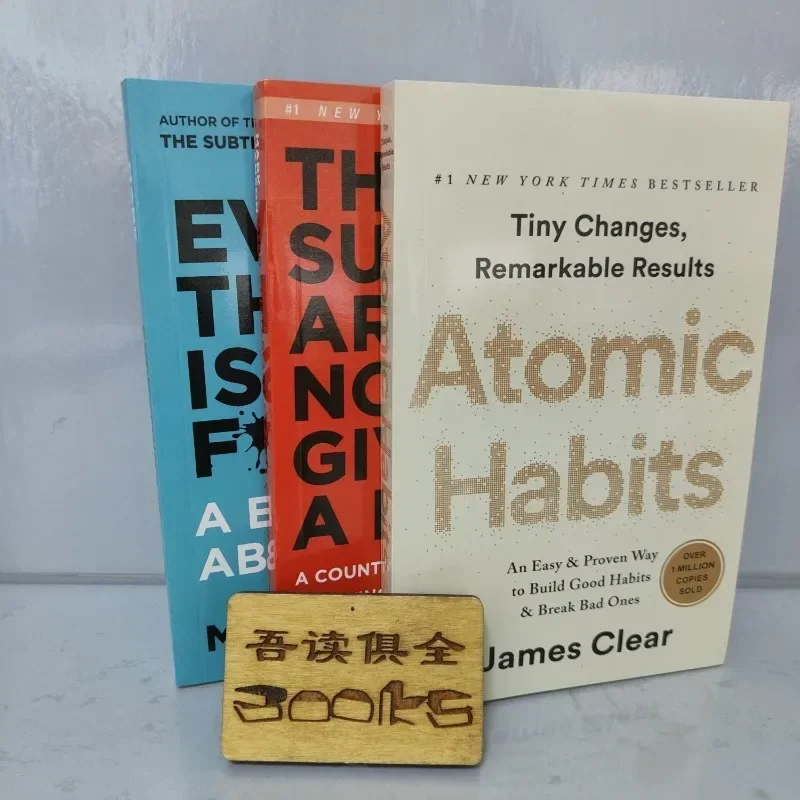 AUTHOR OF
THE SUBTL
EV
TH
IS
F*
A
AB
M
#1 NEW Y
TH
SU
AR
NO
GIV
A
A COUNT
#1 NEW YORK TIMES BESTSELLER
Tiny Changes,
Remarkable Results
Atomic
Habits
An Easy & Proven Way
to Build Good Habits
& Break Bad Ones
OVER
1 MILLION
COPIES
SOLD
James Clear
吾读俱全
BOOKS